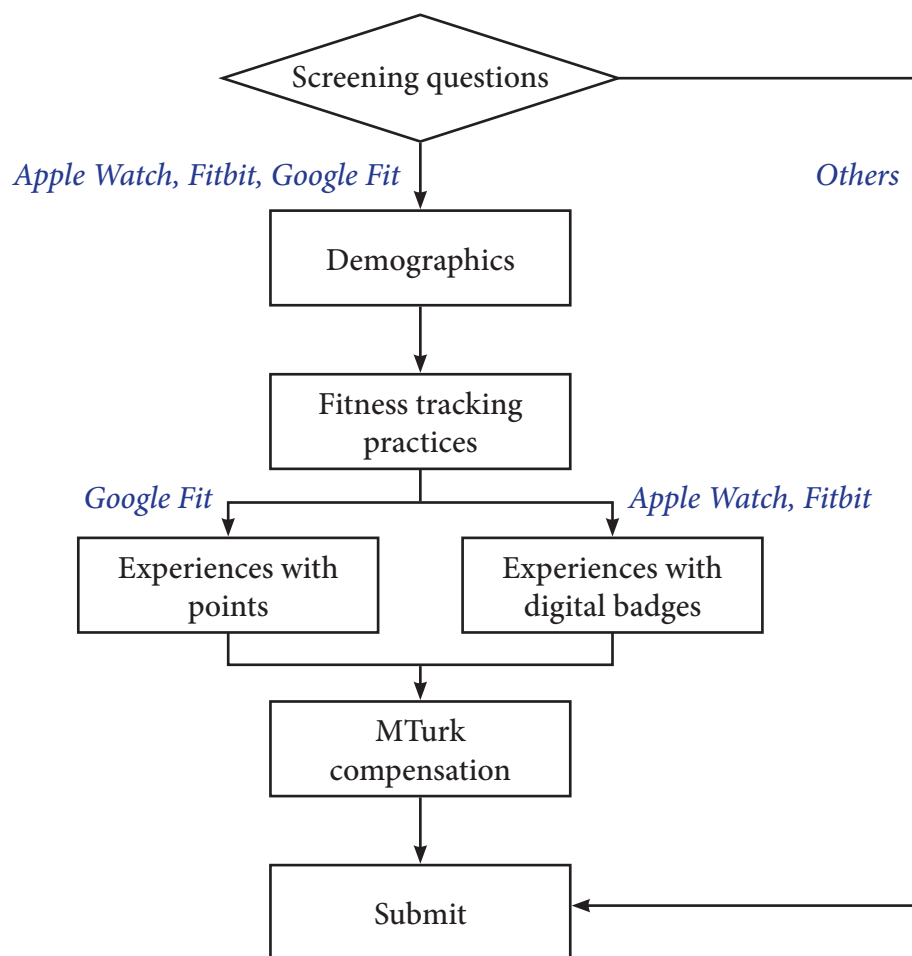 Screening questions
Apple Watch, Fitbit, Google Fit
Others
Demographics
Fitness tracking
practices
Google Fit
Apple Watch, Fitbit
Experiences with
points
Experiences with
digital badges
MTurk
compensation
Submit